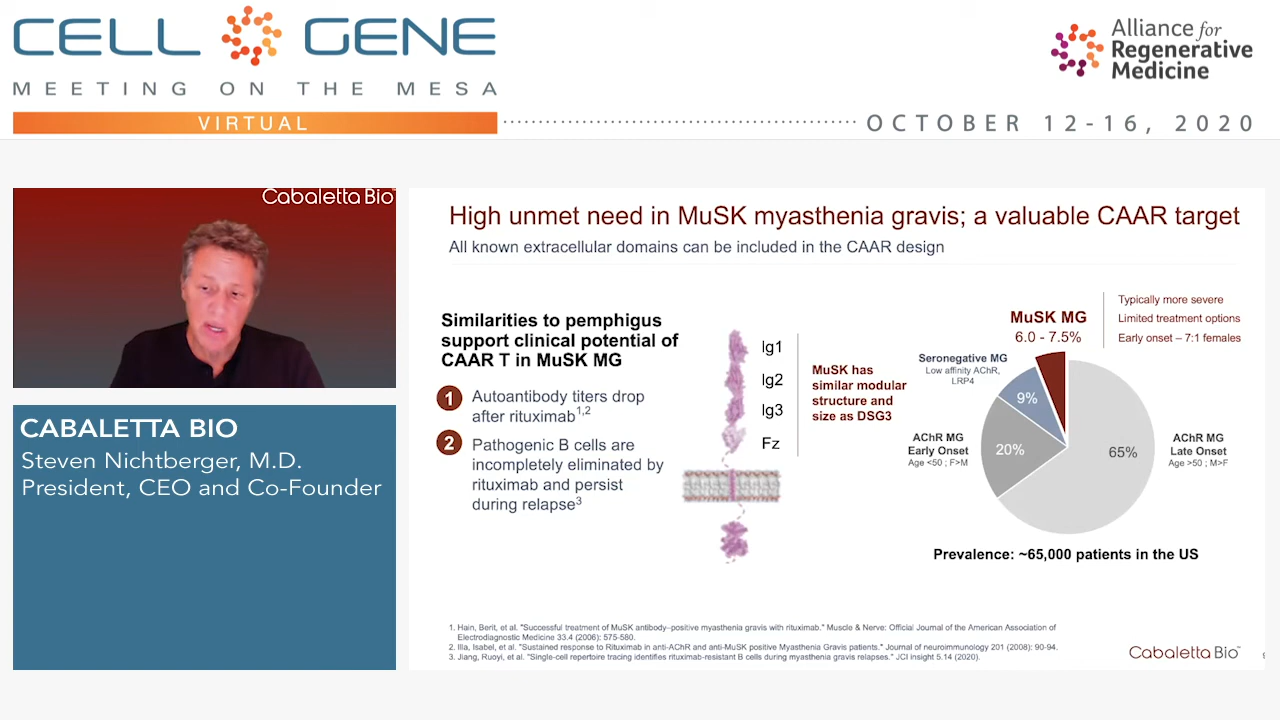 CELL GENE
MEETING ON THE MESA
VIRTUAL
Alliance for
Regenerative
Medicine
OCTOBER 12-16, 2020
Cabaletta Bio
CABALETTA BIO
Steven Nichtberger, M.D.
President, CEO and Co-Founder
High unmet need in MuSK myasthenia gravis; a valuable CAAR target
All known extracellular domains can be included in the CAAR design
Similarities to pemphigus
support clinical potential of
CAAR T in MuSK MG
1 Autoantibody titers drop
after rituximab1,2
2 Pathogenic B cells are
incompletely eliminated by
rituximab and persist
during relapse3
Ig1
Ig2
Ig3
Fz
MuSK has
similar modular
structure and
size as DSG3
MuSK MG
6.0 - 7.5%
Typically more severe
Limited treatment options
Early onset – 7:1 females
Seronegative MG
Low affinity AChR,
LRP4
9%
AChR MG
Early Onset
Age <50 ; F>M
20%
65%
AChR MG
Late Onset
Age >50 ; M>F
Prevalence: ~65,000 patients in the US
1. Hain, Berit, et al. "Successful treatment of MuSK antibody–positive myasthenia gravis with rituximab." Muscle & Nerve: Official Journal of the American Association of
Electrodiagnostic Medicine 33.4 (2006): 575-580.
2. Illa, Isabel, et al. "Sustained response to Rituximab in anti-AChR and anti-MuSK positive Myasthenia Gravis patients." Journal of neuroimmunology 201 (2008): 90-94.
3. Jiang, Ruoyi, et al. "Single-cell repertoire tracing identifies rituximab-resistant B cells during myasthenia gravis relapses." JCI insight 5.14 (2020).
Cabaletta Bio™